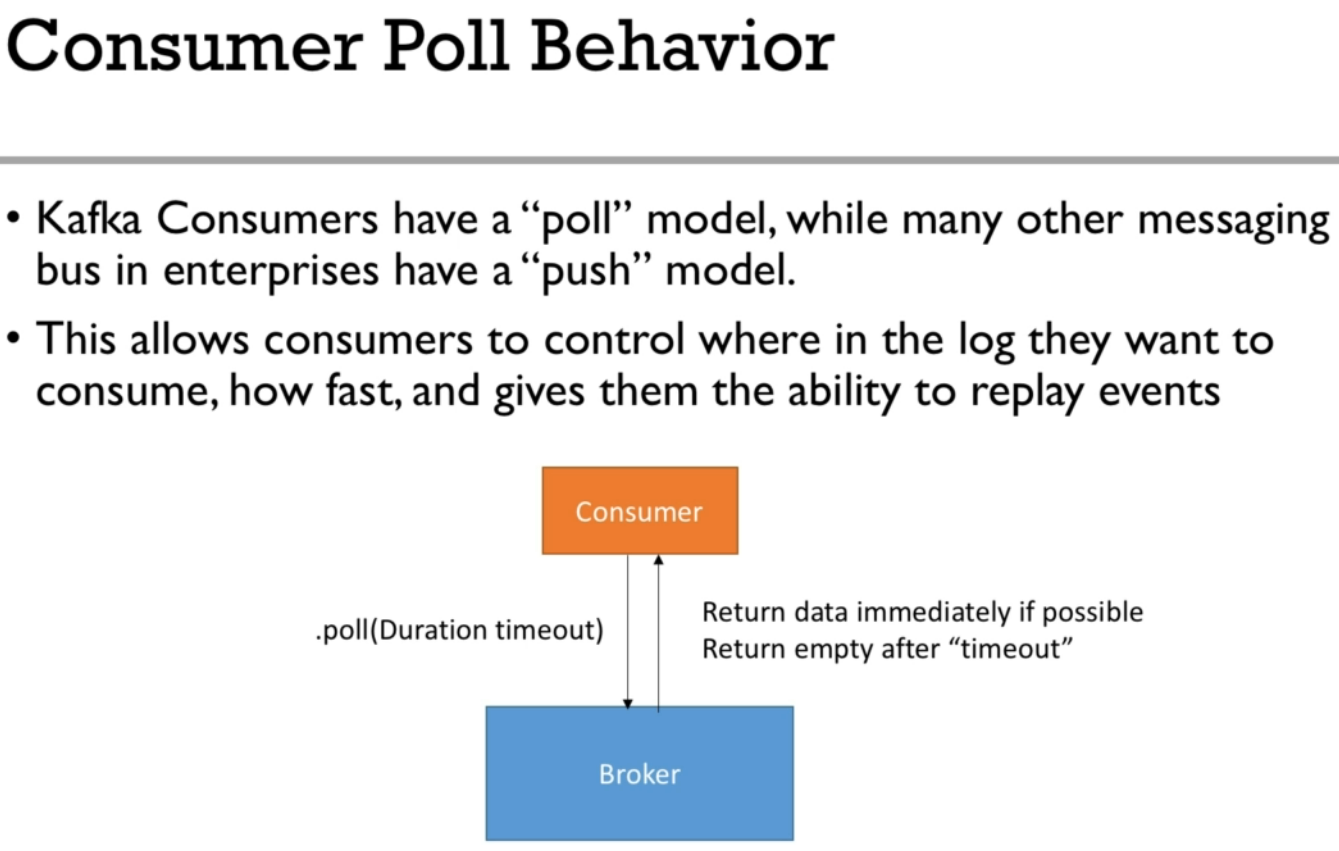 Consumer Poll Behavior
• Kafka Consumers have a “poll” model, while many other messaging
bus in enterprises have a “push” model.
• This allows consumers to control where in the log they want to
consume, how fast, and gives them the ability to replay events
Consumer
.poll(Duration timeout)
Return data immediately if possible
Return empty after “timeout”
Broker